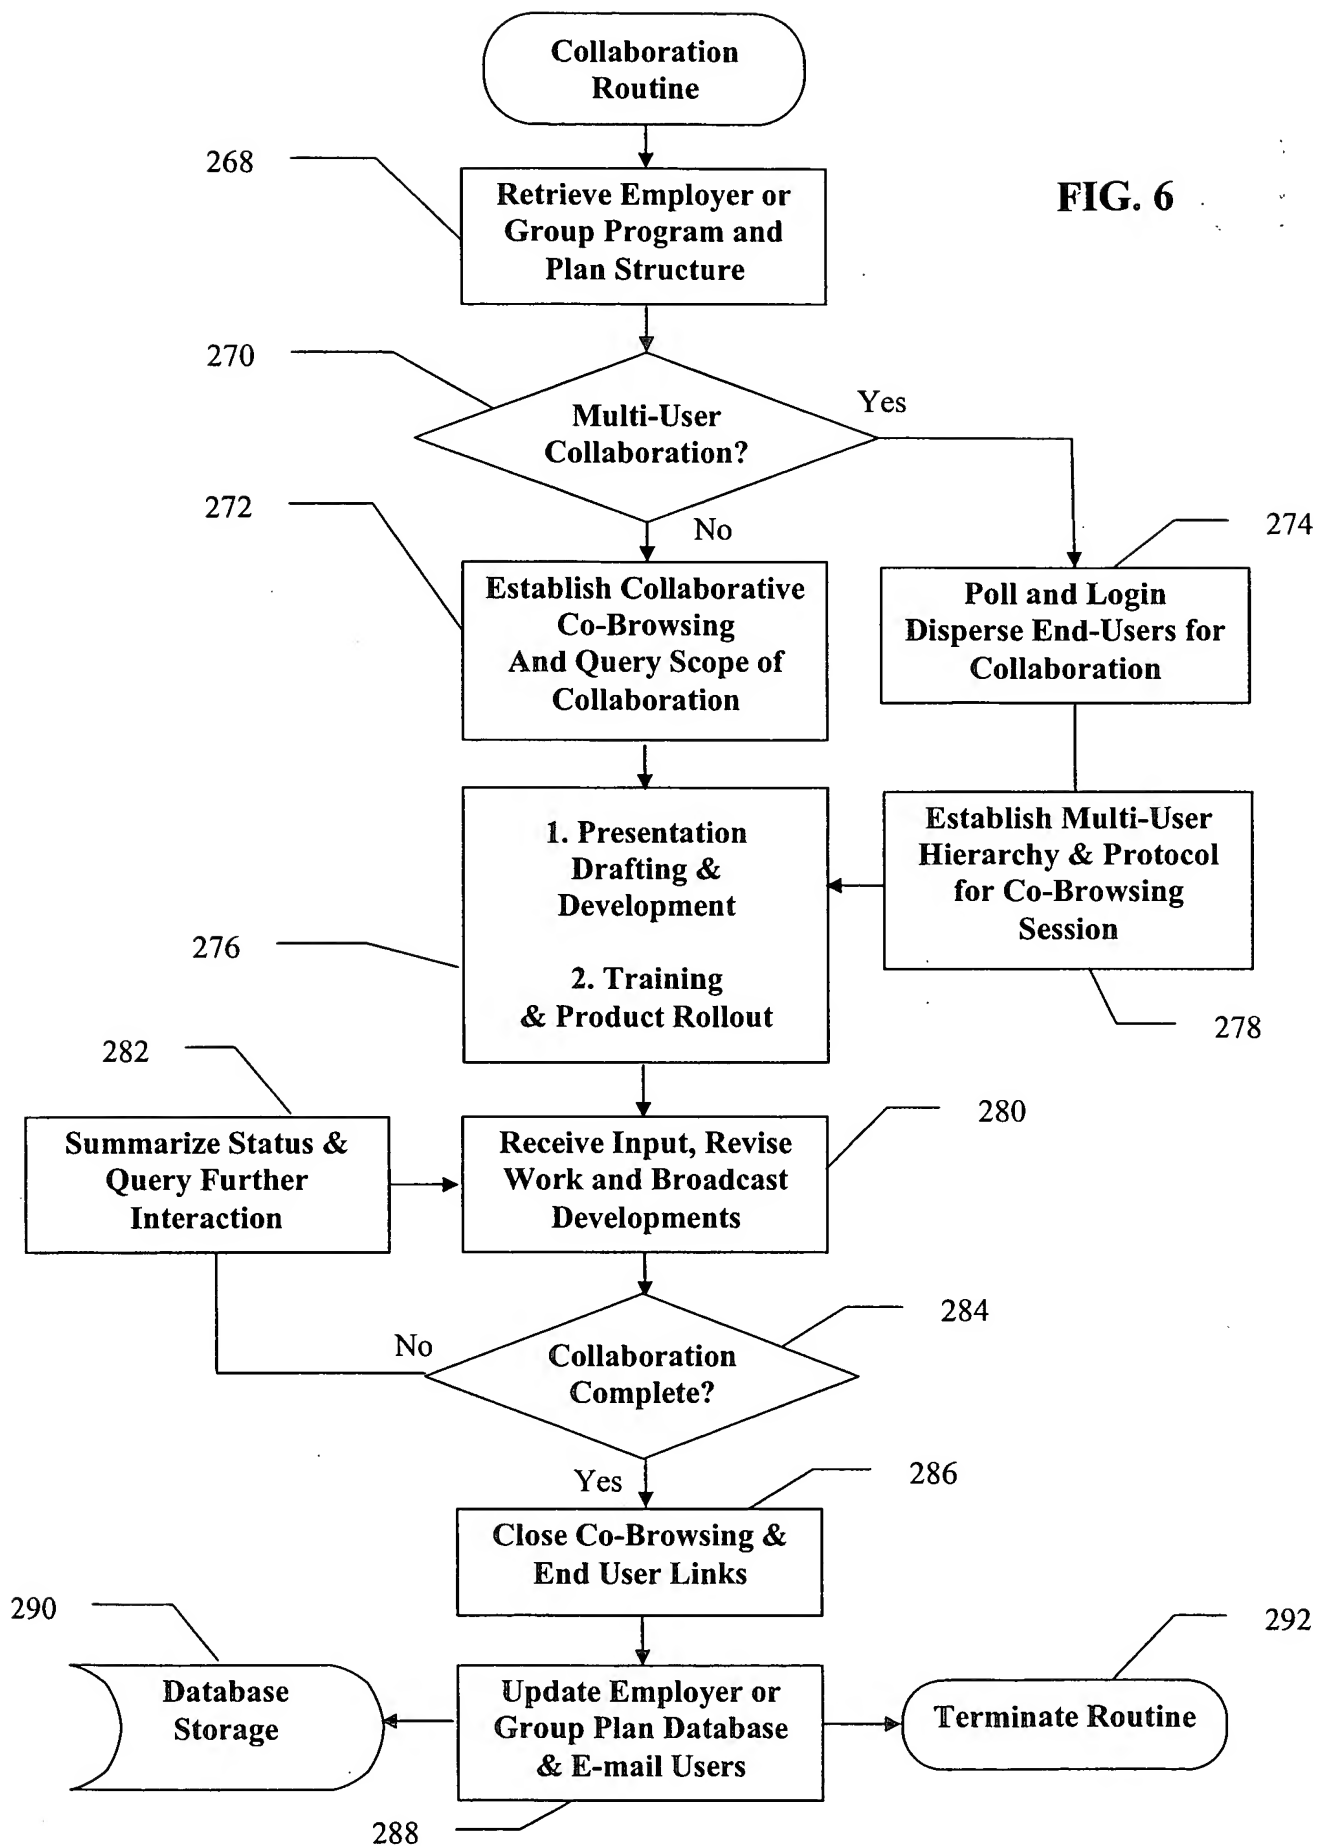 Collaboration
Routine
268
Retrieve Employer or
Group Program and
Plan Structure
FIG. 6
270
Multi-User
Collaboration?
Yes
272
No
274
Establish Collaborative
Co-Browsing
And Query Scope of
Collaboration
Poll and Login
Disperse End-Users for
Collaboration
1. Presentation
Drafting &
Development
2. Training
& Product Rollout
276
Establish Multi-User
Hierarchy & Protocol
for Co-Browsing
Session
278
282
280
Summarize Status &
Query Further
Interaction
Receive Input, Revise
Work and Broadcast
Developments
284
No
Collaboration
Complete?
Yes
286
Close Co-Browsing &
End User Links
290
292
Database
Storage
Update Employer or
Group Plan Database
& E-mail Users
Terminate Routine
288